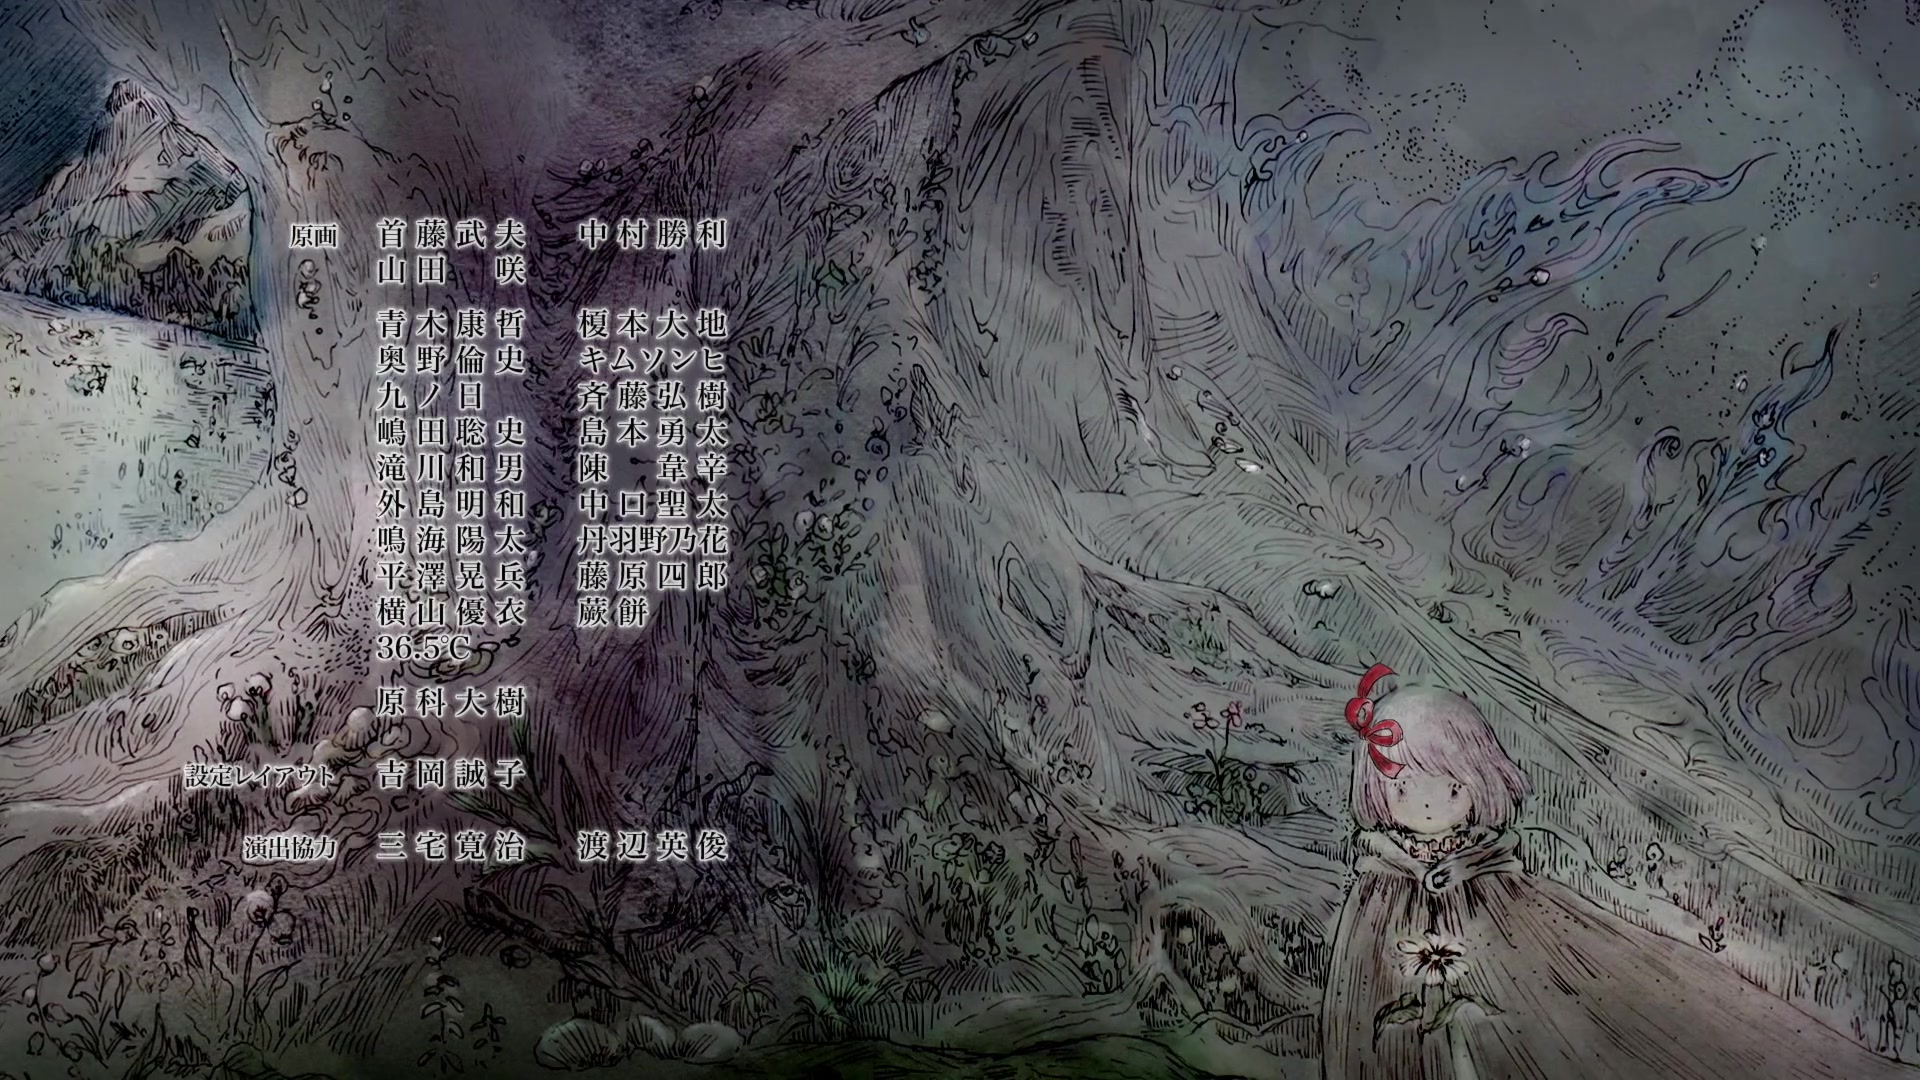 原画 首藤武夫 中村勝利
山田咲
青木康哲 榎本大地
奥野倫史 キムソンヒ
九ノ日 斉藤弘樹
嶋田聡史 島本勇太
滝川和男 陳韋辛
外島明和 中口聖太
鳴海陽太 丹羽野乃花
平澤晃兵 藤原四郎
横山優衣 蕨餅
36.5℃
原科大樹
設定レイアウト 吉岡誠子
演出協力 三宅寛治 渡辺英俊